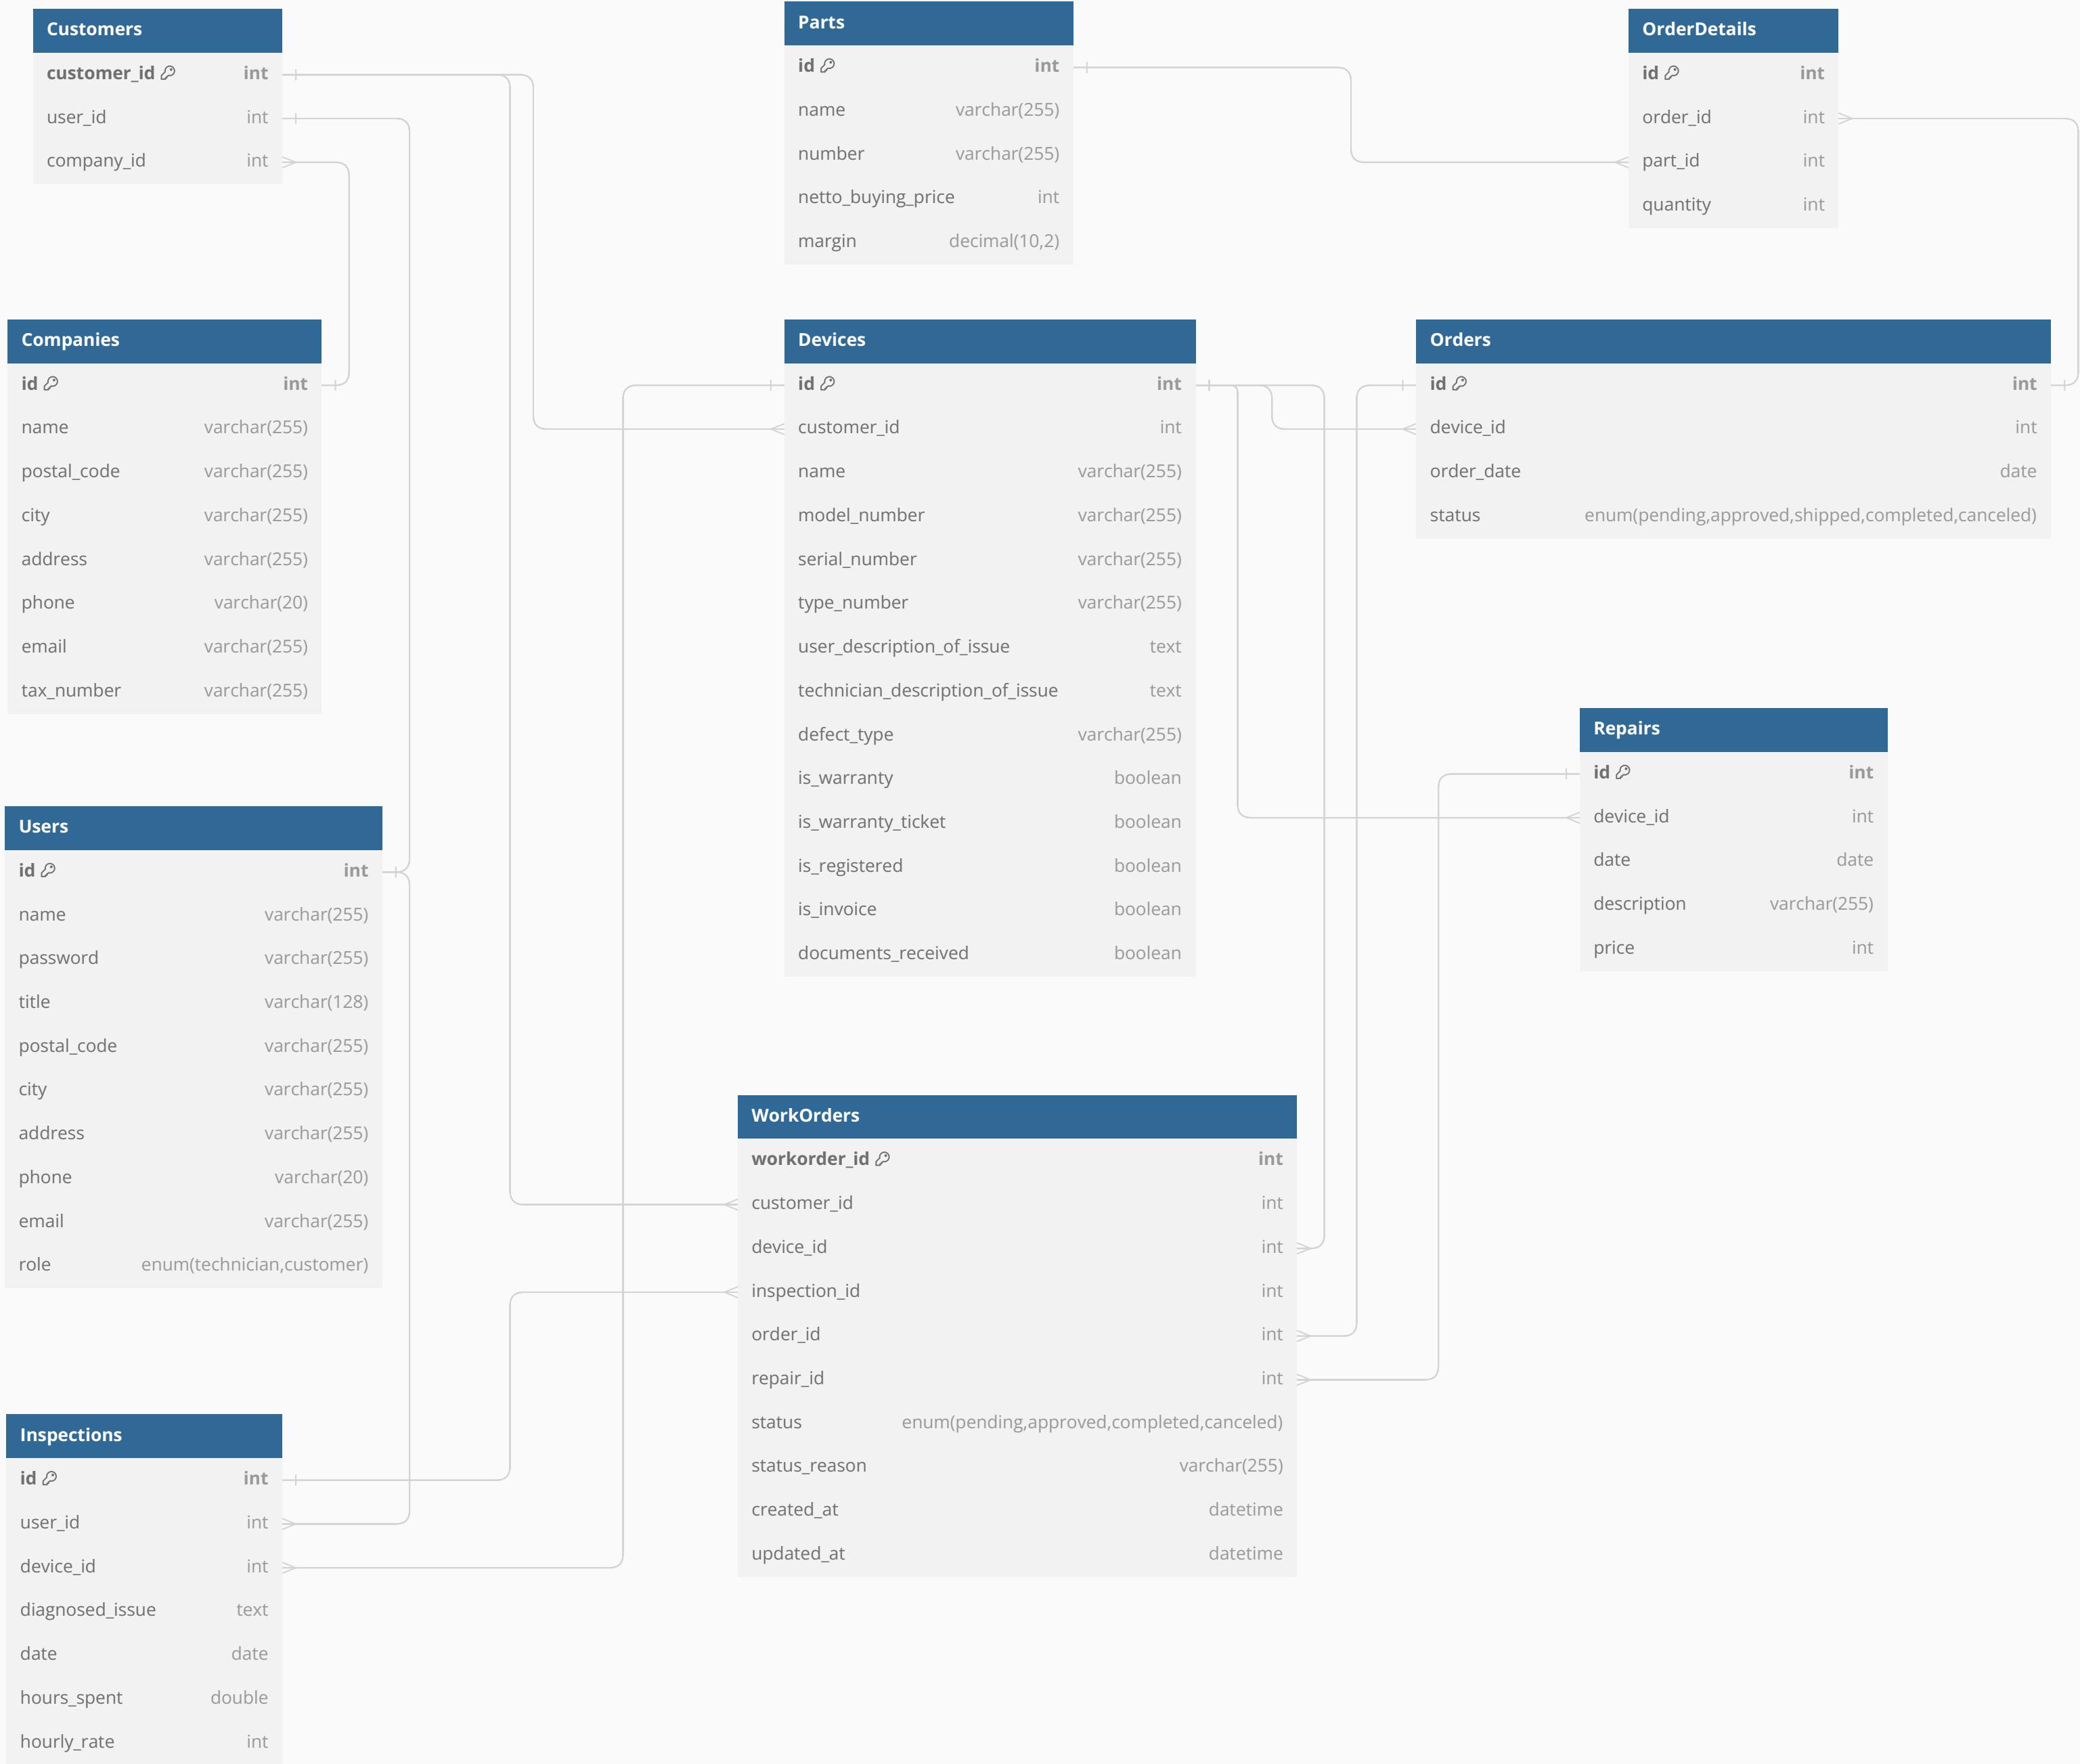 Customers
customer_id int
user_id int
company_id int
Parts
id int
name varchar(255)
number varchar(255)
netto_buying_price int
margin decimal(10,2)
OrderDetails
id int
order_id int
part_id int
quantity int
Companies
id int
name varchar(255)
postal_code varchar(255)
city varchar(255)
address varchar(255)
phone varchar(20)
email varchar(255)
tax_number varchar(255)
Devices
id int
customer_id int
name varchar(255)
model_number varchar(255)
serial_number varchar(255)
type_number varchar(255)
user_description_of_issue text
technician_description_of_issue text
defect_type varchar(255)
is_warranty boolean
is_warranty_ticket boolean
is_registered boolean
is_invoice boolean
documents_received boolean
Orders
id int
device_id int
order_date date
status enum(pending,approved,shipped,completed,canceled)
Repairs
id int
device_id int
date date
description varchar(255)
price int
Users
id int
name varchar(255)
password varchar(255)
title varchar(128)
postal_code varchar(255)
city varchar(255)
address varchar(255)
phone varchar(20)
email varchar(255)
role enum(technician,customer)
WorkOrders
workorder_id int
customer_id int
device_id int
inspection_id int
order_id int
repair_id int
status enum(pending,approved,completed,canceled)
status_reason varchar(255)
created_at datetime
updated_at datetime
Inspections
id int
user_id int
device_id int
diagnosed_issue text
date date
hours_spent double
hourly_rate int